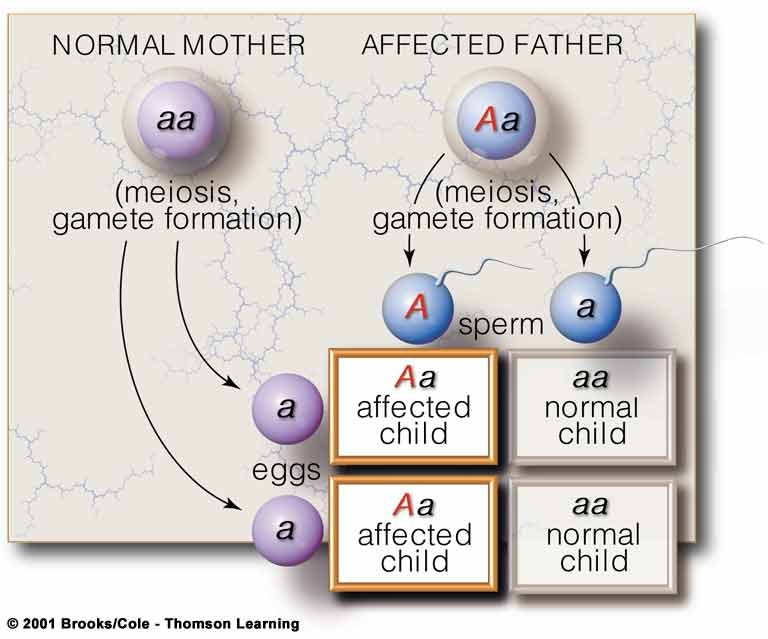 NORMAL MOTHER
AFFECTED FATHER
aa
Aa
(meiosis,
gamete formation)
(meiosis,
gamete formation)
A
a
sperm
a
Aa
affected
child
aa
normal
child
eggs
a
Aa
affected
child
aa
normal
child
© 2001 Brooks/Cole - Thomson Learning